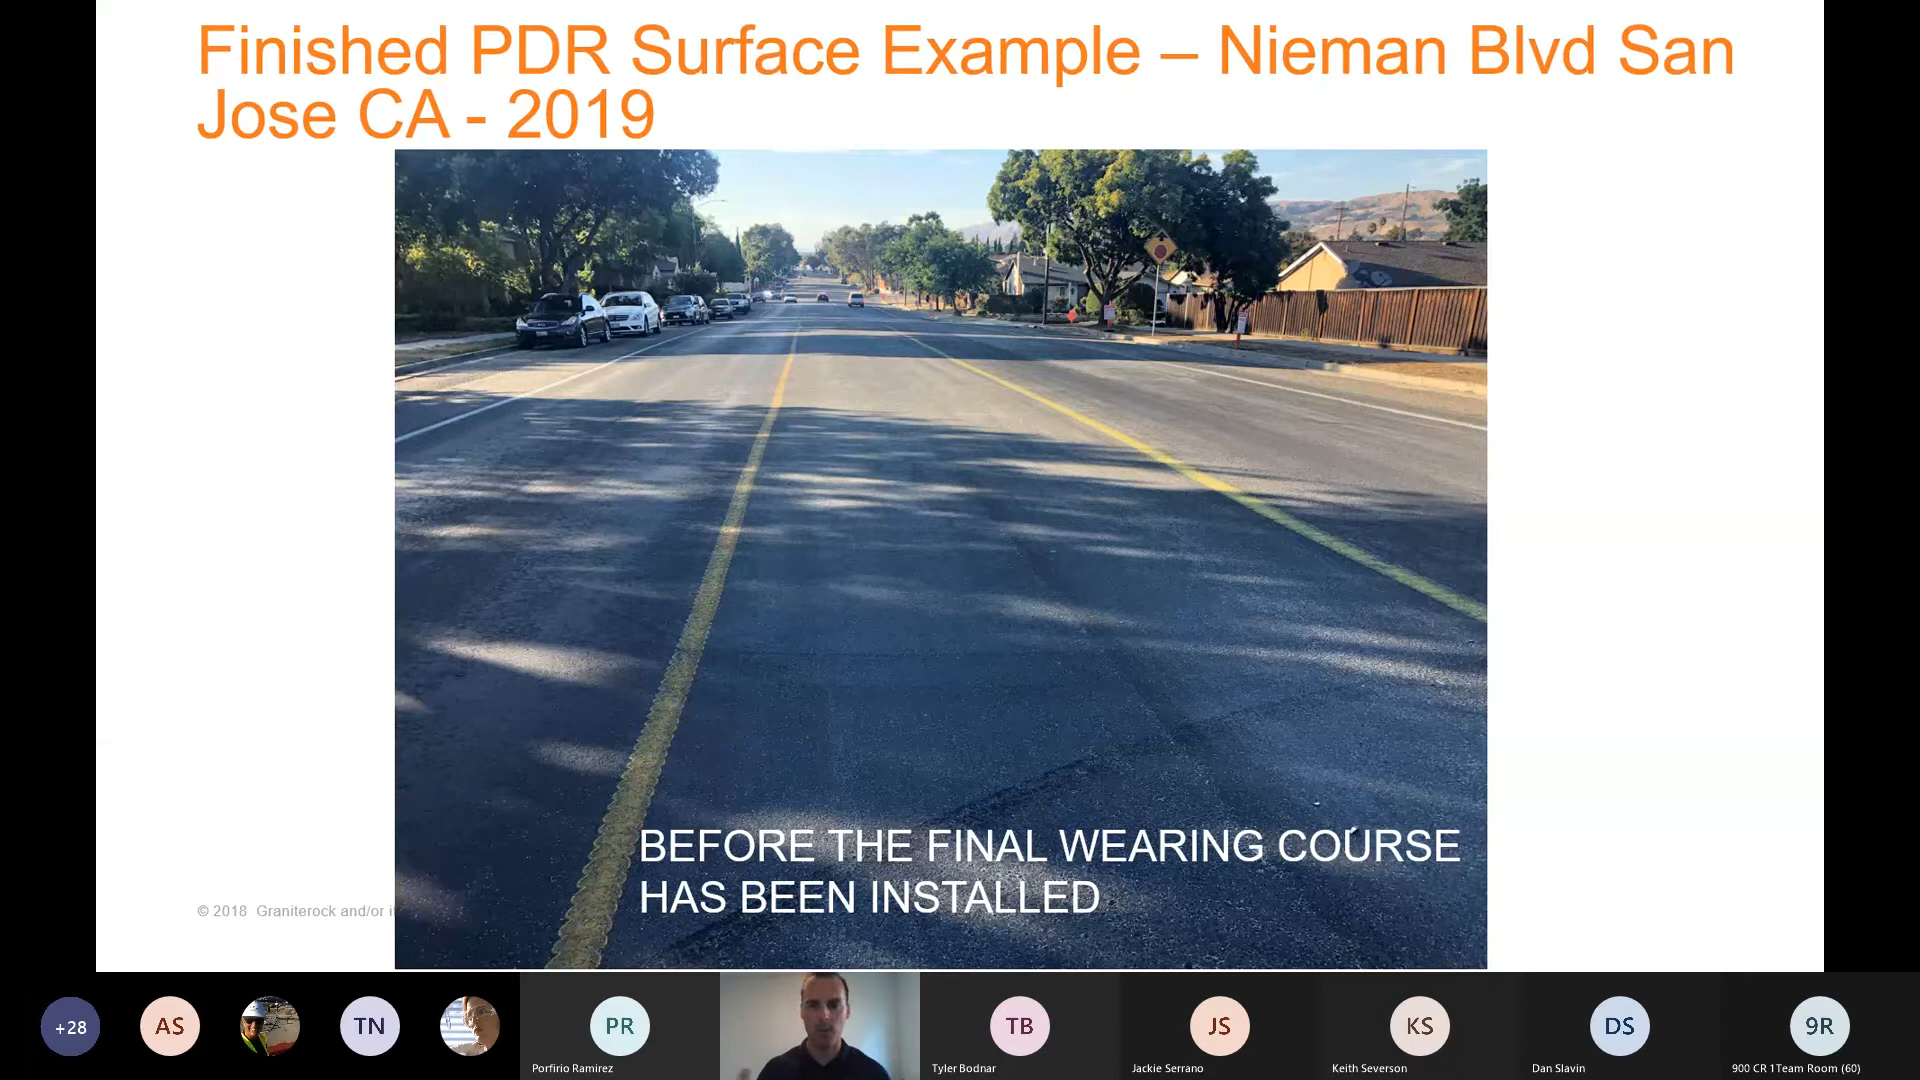 Finished PDR Surface Example – Nieman Blvd San
Jose CA - 2019
BEFORE THE FINAL WEARING COURSE
HAS BEEN INSTALLED
© 2018 Graniterock and/or
+28
AS
TN
PR
TB
JS
KS
DS
9R
Porfirio Ramirez
Tyler Bodnar
Jackie Serrano
Keith Severson
Dan Slavin
900 CR 1Team Room (60)